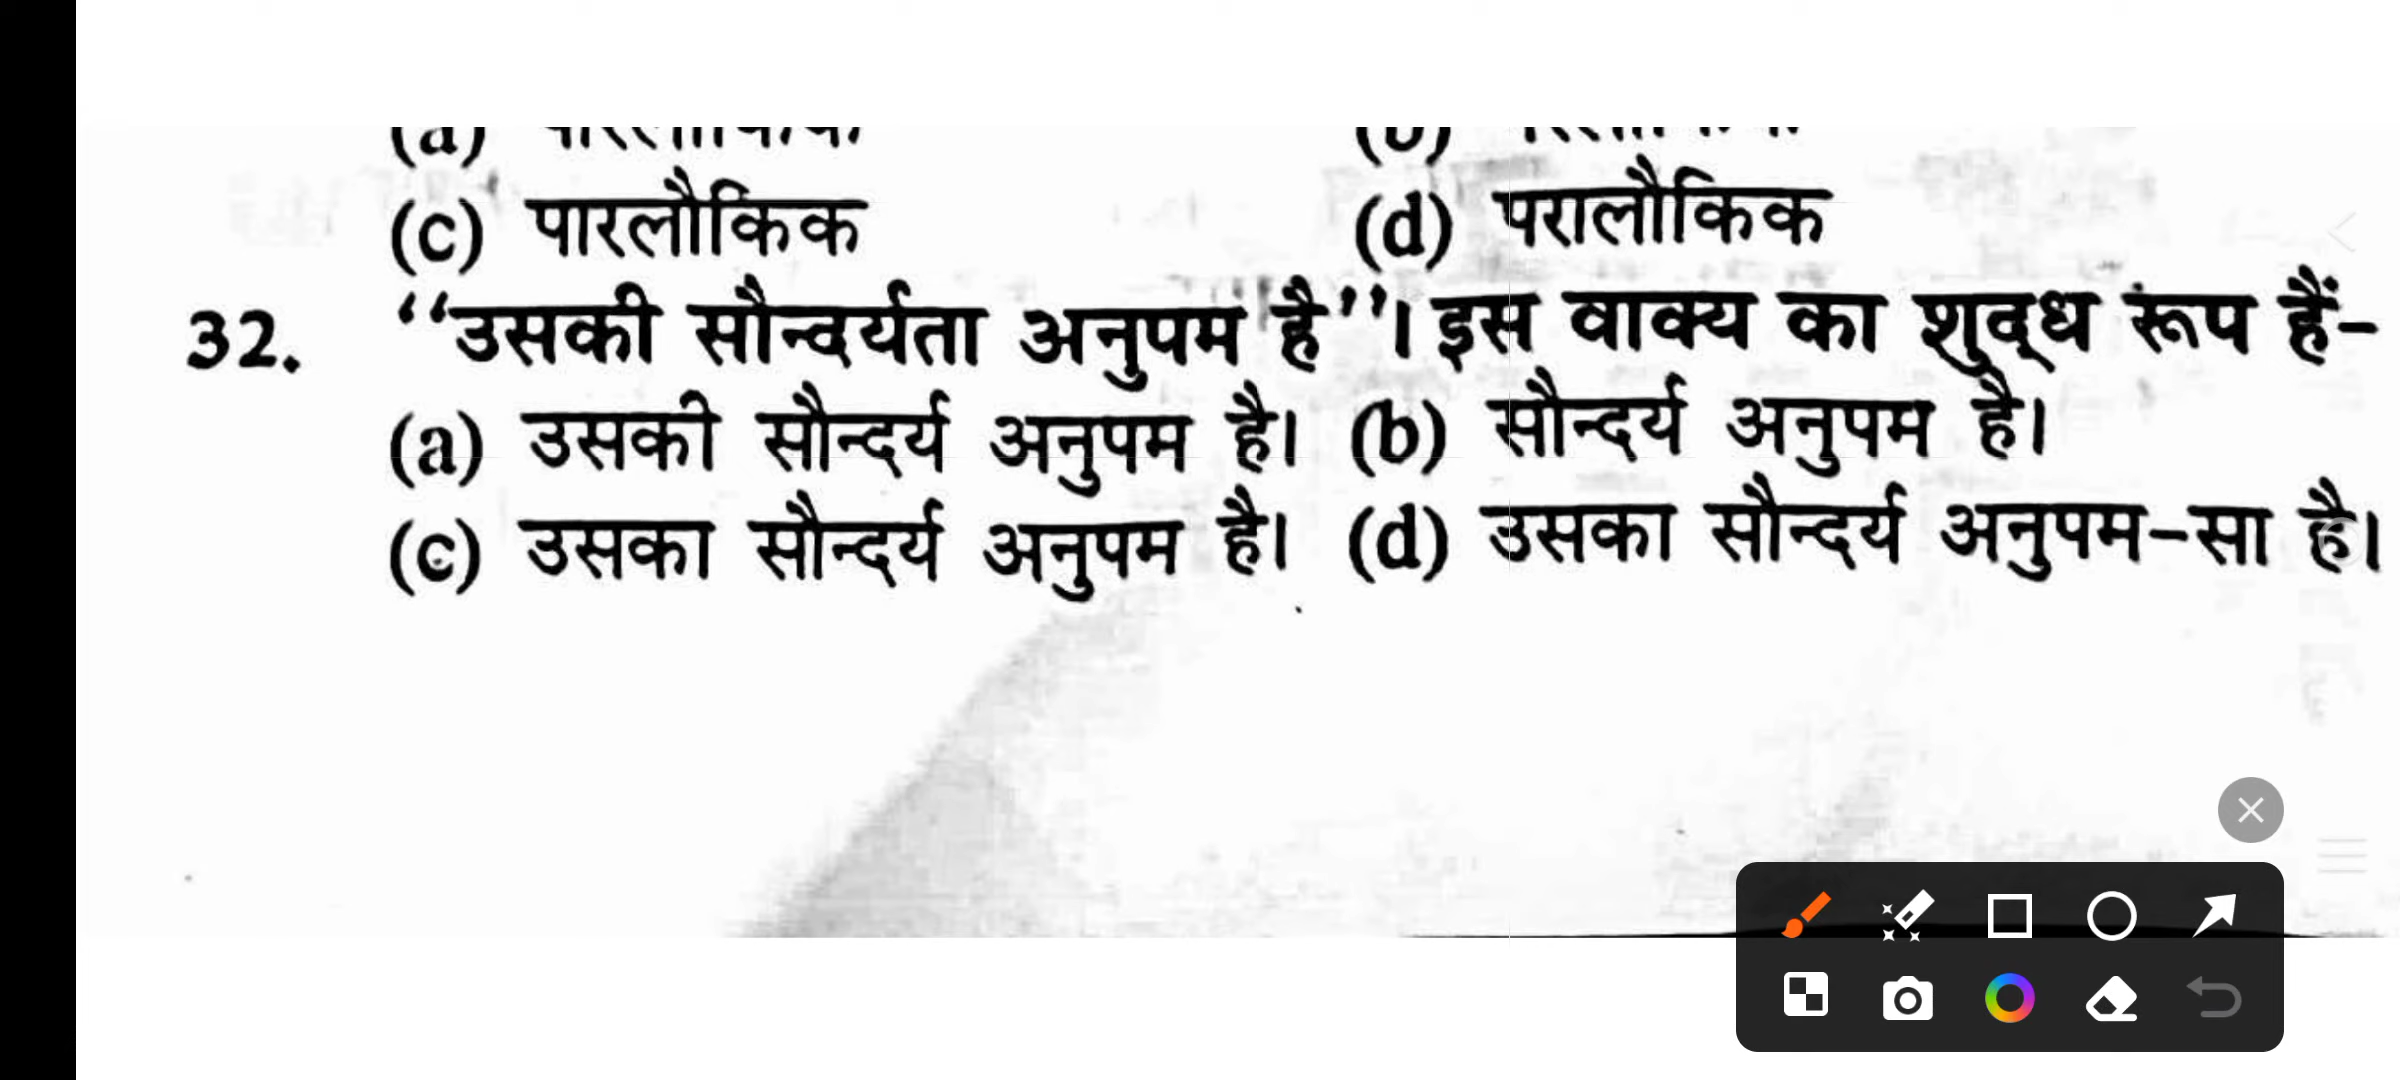 (a) (b)
(c) पारलौकिक (d) परालौकिक
32. ‘‘उसकी सौन्दर्यता अनुपम है’’। इस वाक्य का शुद्ध रूप हैं-
(a) उसकी सौन्दर्य अनुपम है। (b) सौन्दर्य अनुपम है।
(c) उसका सौन्दर्य अनुपम है। (d) उसका सौन्दर्य अनुपम-सा है।